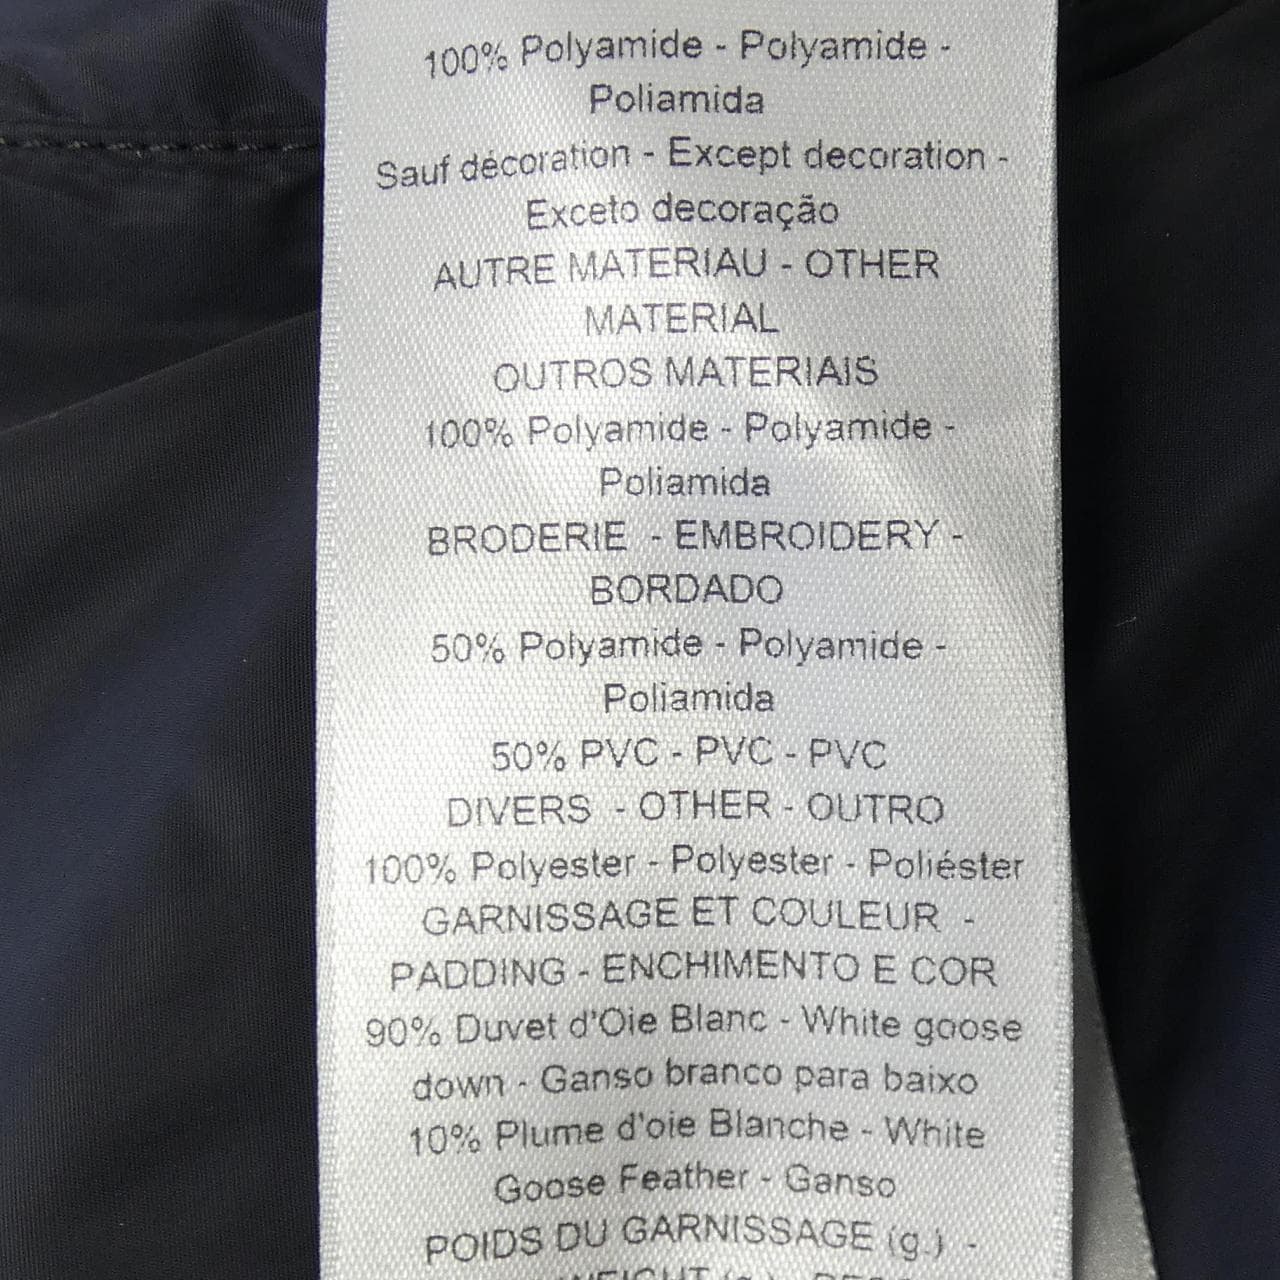 100% Polyamide - Polyamide -
Poliamida
Sauf décoration - Except decoration -
Exceto decoração
AUTRE MATERIAU - OTHER
MATERIAL
OUTROS MATERIAIS
100% Polyamide - Polyamide -
Poliamida
BRODERIE - EMBROIDERY -
BORDADO
50% Polyamide - Polyamide -
Poliamida
50% PVC - PVC - PVC
DIVERS - OTHER - OUTRO
100% Polyester - Polyester - Poliéster
GARNISSAGE ET COULEUR -
PADDING - ENCHIMENTO E COR
90% Duvet d'Oie Blanc - White goose
down - Ganso branco para baixo
10% Plume d'oie Blanche - White
Goose Feather - Ganso
POIDS DU GARNISSAGE (g.) -